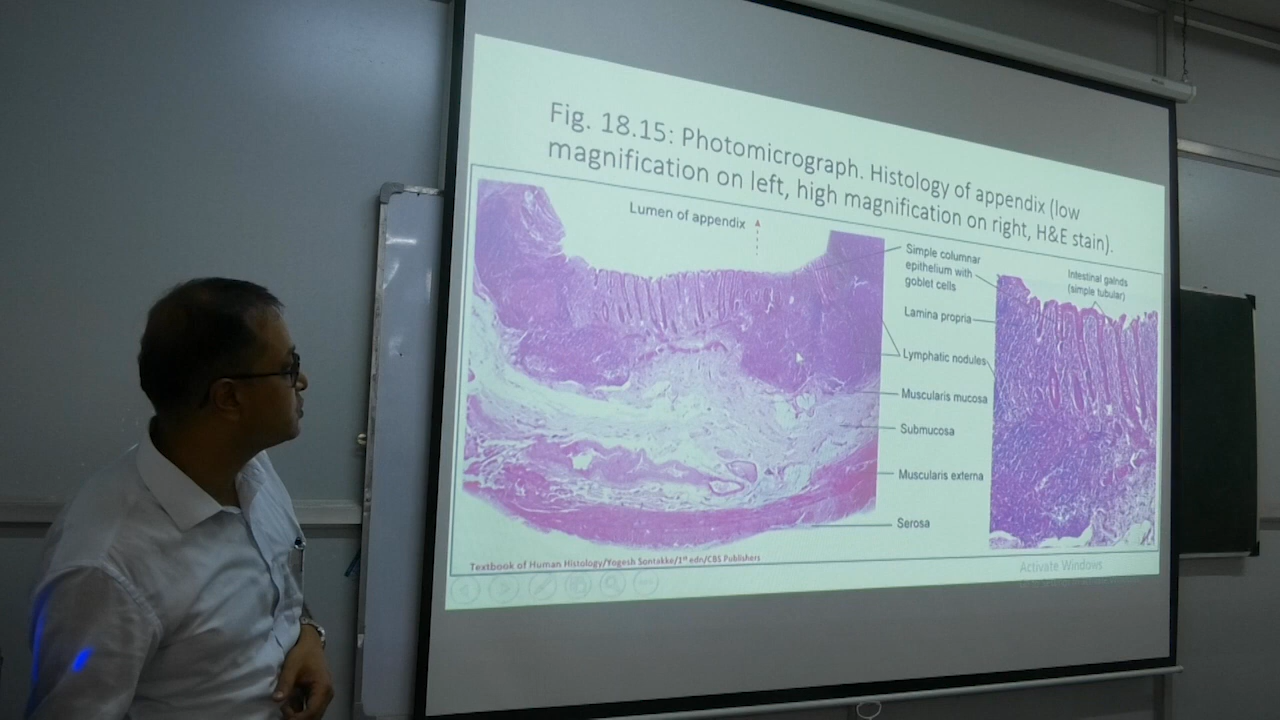 Fig. 18.15: Photomicrograph. Histology of appendix (low
magnification on left, high magnification on right, H&E stain).
Lumen of appendix
Simple columnar
epithelium with
goblet cells
Intestinal galnds
(simple tubular)
Lamina propria
Lymphatic nodules
Muscularis mucosa
Submucosa
Muscularis externa
Serosa
Textbook of Human Histology/Yogesh Sontakke/1st edn/CBS Publishers
Activate Windows